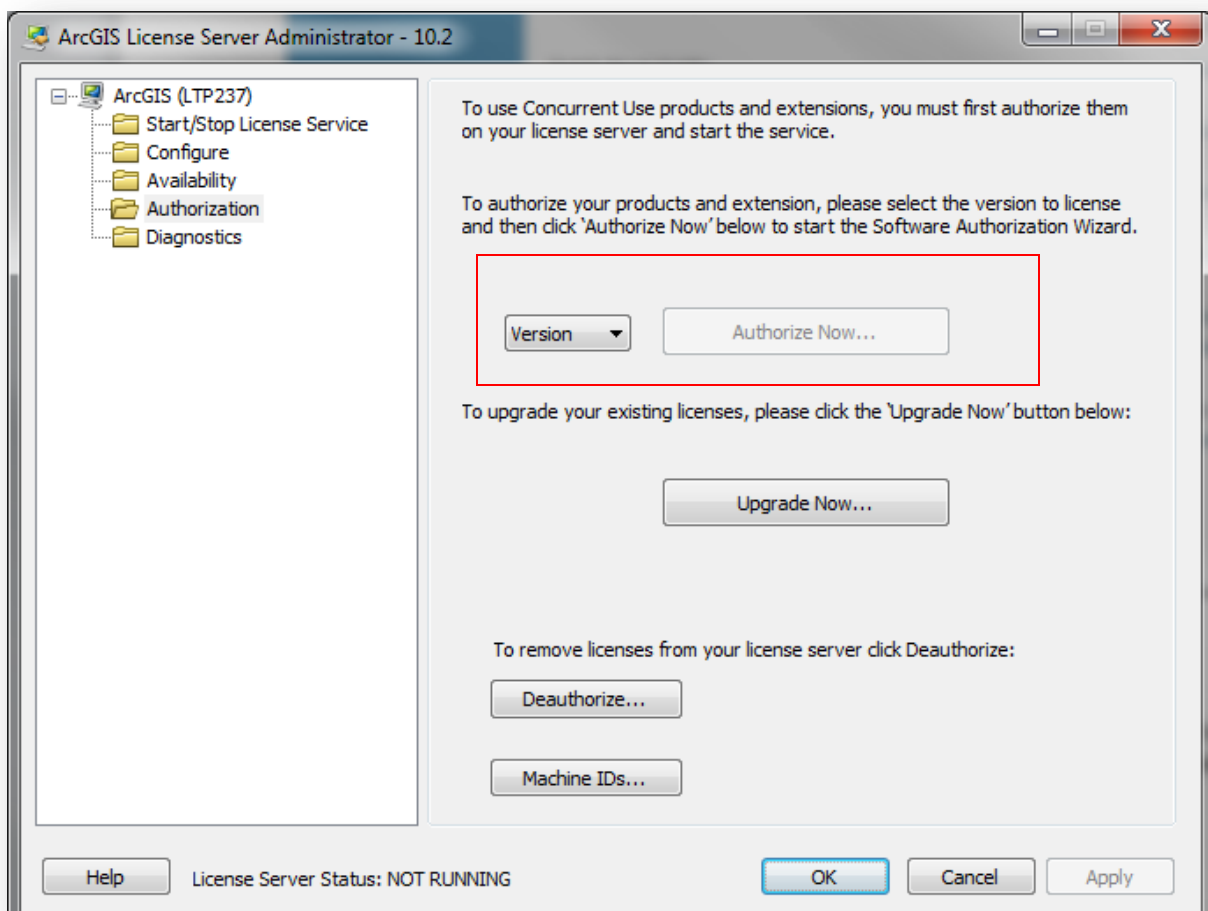 ArcGIS License Server Administrator - 10.2
ArcGIS (LTP237)
Start/Stop License Service
Configure
Availability
Authorization
Diagnostics
To use Concurrent Use products and extensions, you must first authorize them
on your license server and start the service.
To authorize your products and extension, please select the version to license
and then click 'Authorize Now' below to start the Software Authorization Wizard.
Version
Authorize Now...
To upgrade your existing licenses, please click the 'Upgrade Now' button below:
Upgrade Now...
To remove licenses from your license server click Deauthorize:
Deauthorize...
Machine IDs...
Help
License Server Status: NOT RUNNING
OK
Cancel
Apply